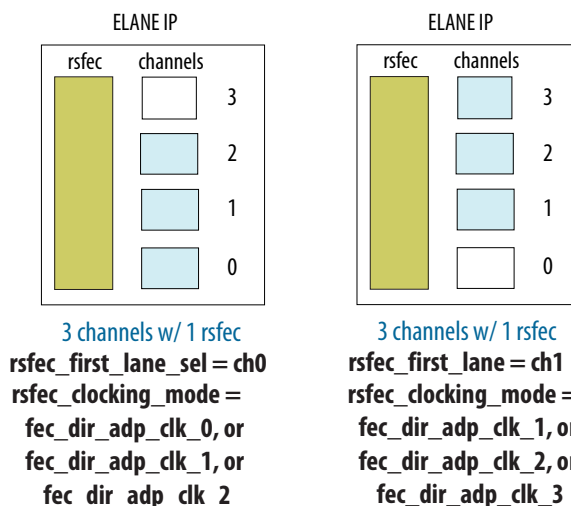 ELANE IP
rsfec channels
3
2
1
0
3 channels w/ 1 rsfec
rsfec_first_lane_sel = ch0
rsfec_clocking_mode =
fec_dir_adp_clk_0, or
fec_dir_adp_clk_1, or
fec_dir_adp_clk_2
ELANE IP
rsfec channels
3
2
1
0
3 channels w/ 1 rsfec
rsfec_first_lane = ch1
rsfec_clocking_mode =
fec_dir_adp_clk_1, or
fec_dir_adp_clk_2, or
fec_dir_adp_clk_3